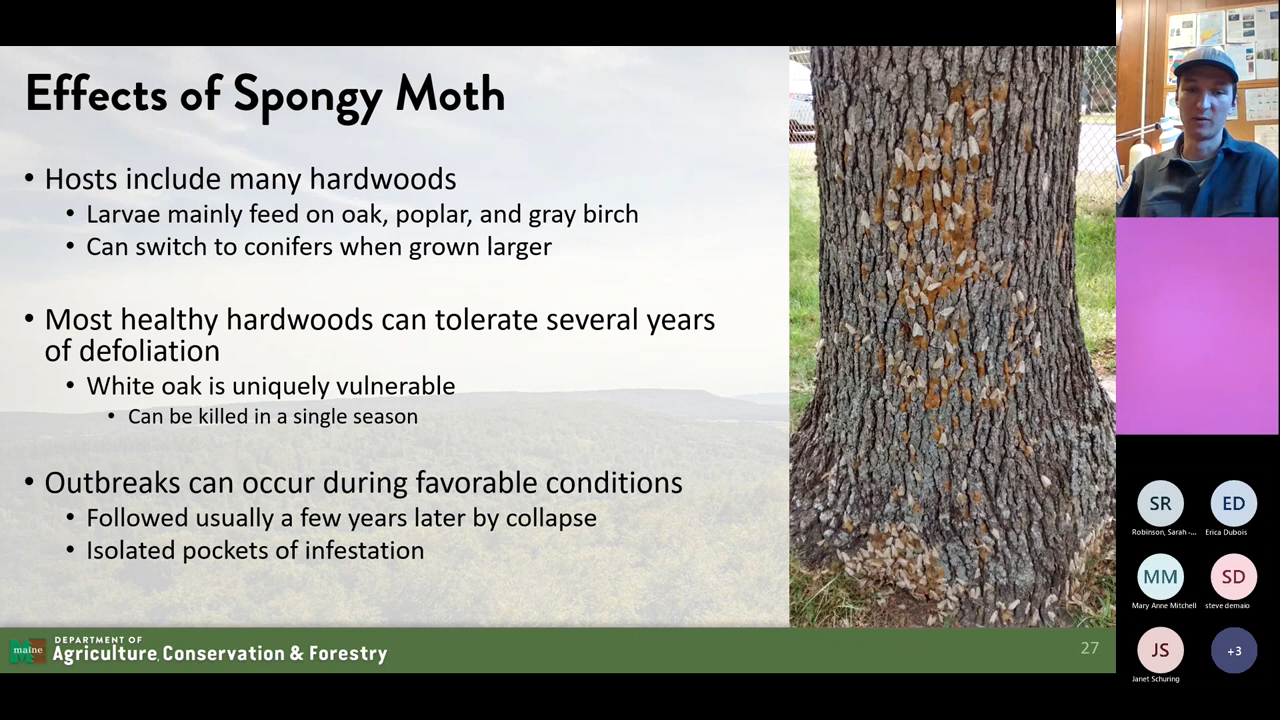 Effects of Spongy Moth
• Hosts include many hardwoods
• Larvae mainly feed on oak, poplar, and gray birch
• Can switch to conifers when grown larger
• Most healthy hardwoods can tolerate several years
of defoliation
• White oak is uniquely vulnerable
• Can be killed in a single season
• Outbreaks can occur during favorable conditions
• Followed usually a few years later by collapse
• Isolated pockets of infestation
maine
DEPARTMENT OF
Agriculture, Conservation & Forestry
27
SR
ED
Robinson, Sarah -...
Erica Dubois
MM
SD
Mary Anne Mitchell
steve demaio
JS
+3
Janet Schuring